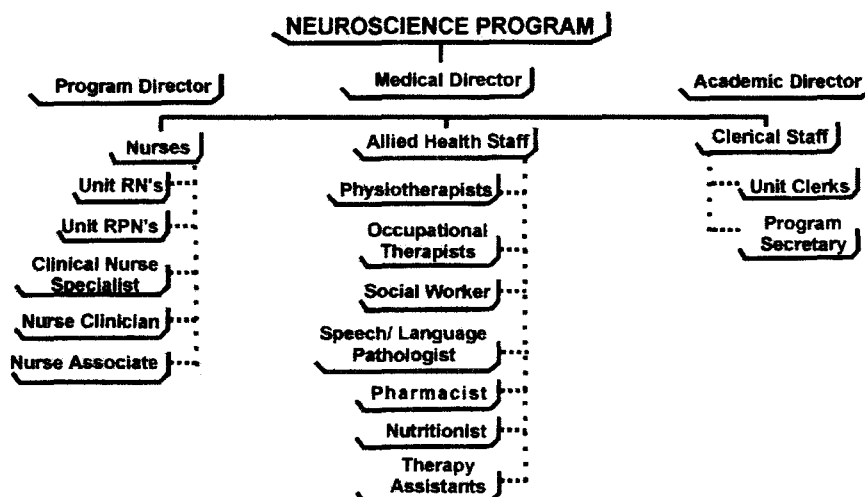 NEUROSCIENCE PROGRAM
Program Director
Medical Director
Academic Director
Nurses
Unit RN's
Unit RPN's
Clinical Nurse
Specialist
Nurse Clinician
Nurse Associate
Allied Health Staff
Physiotherapists
Occupational
Therapists
Social Worker
Speech/ Language
Pathologist
Pharmacist
Nutritionist
Therapy
Assistants
Clerical Staff
Unit Clerks
Program
Secretary